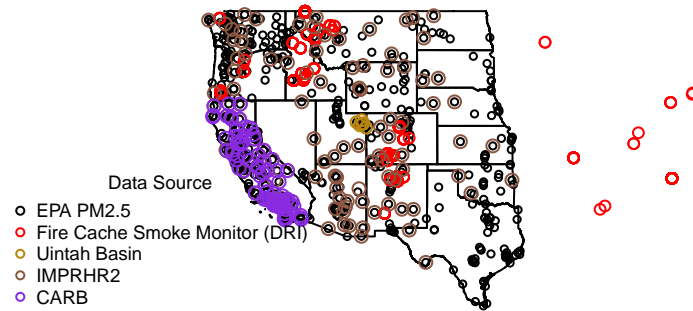 Data Source
EPA PM2.5
Fire Cache Smoke Monitor (DRI)
Uintah Basin
IMPRHR2
CARB